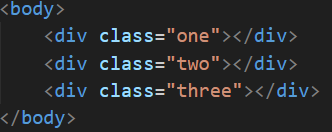 <body>
    <div class="one"></div>
    <div class="two"></div>
    <div class="three"></div>
</body>